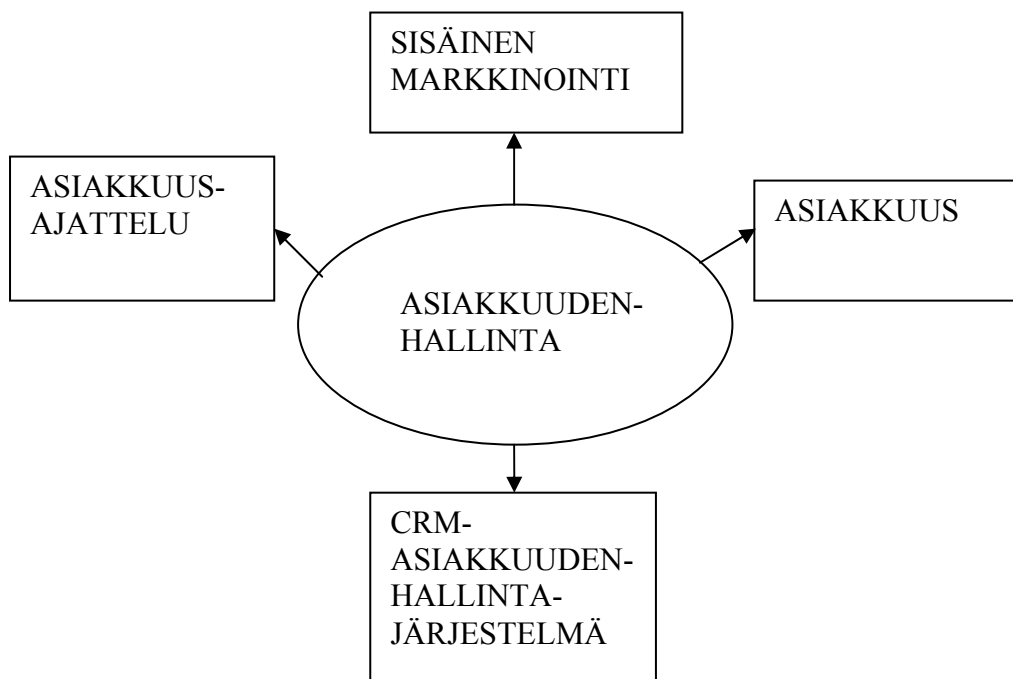 SISÄINEN
MARKKINOINTI
ASIAKKUUS-
AJATTELU
ASIAKKUUS
ASIAKKUUDEN-
HALLINTA
CRM-
ASIAKKUUDEN-
HALLINTA-
JÄRJESTELMÄ